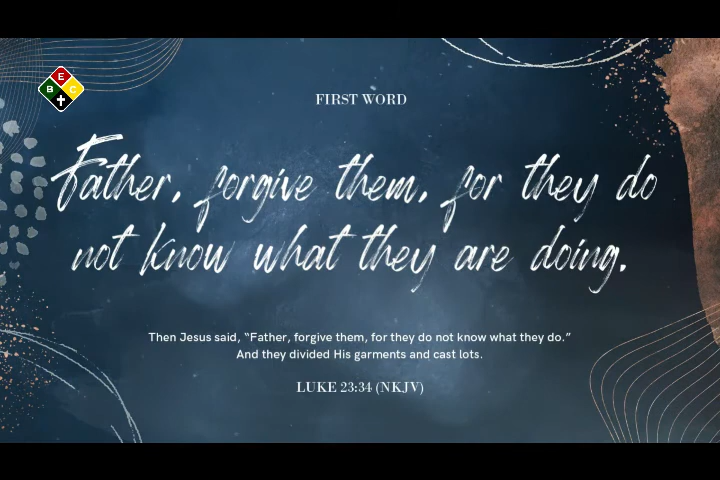 E
B C
FIRST WORD
Father, forgive them, for they do
not know what they are doing.
Then Jesus said, “Father, forgive them, for they do not know what they do.”
And they divided His garments and cast lots.
LUKE 23:34 (NKJV)